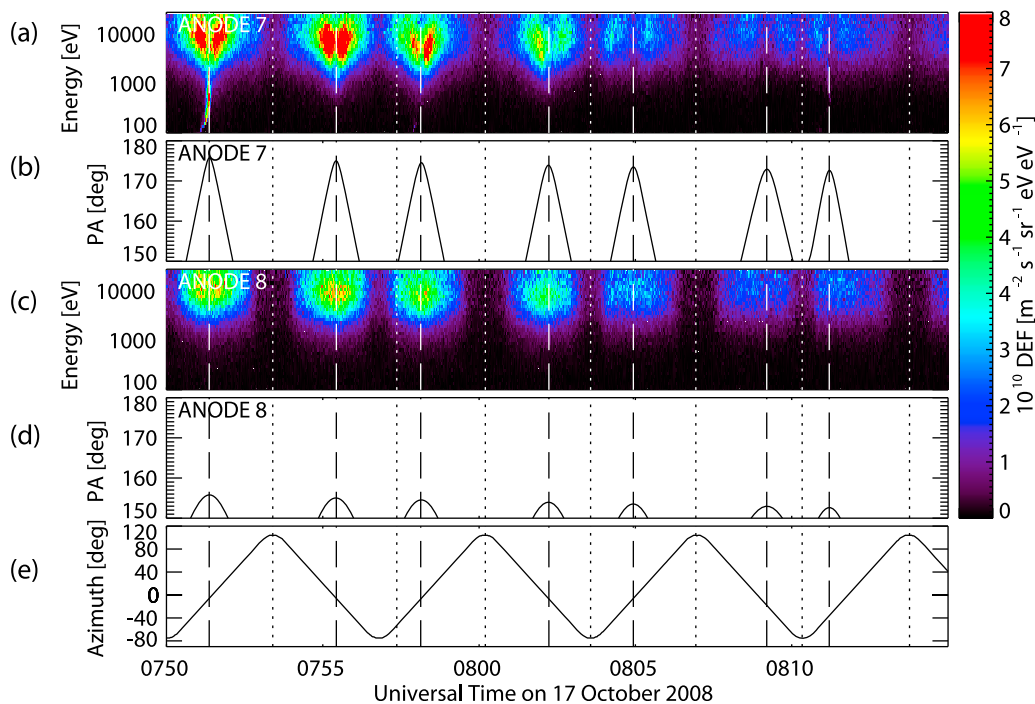 (a)
ANODE 7
Energy [eV]
10000
1000
100
(b)
ANODE 7
PA [deg]
180
170
160
150
(c)
ANODE 8
Energy [eV]
10000
1000
100
(d)
ANODE 8
PA [deg]
180
170
160
150
(e)
Azimuth [deg]
120
80
40
0
-40
-80
0750
0755
0800
0805
0810
Universal Time on 17 October 2008
8
7
6
5
4
3
2
1
0
10¹⁰ DEF [m⁻² s⁻¹ sr⁻¹ eV eV⁻¹]